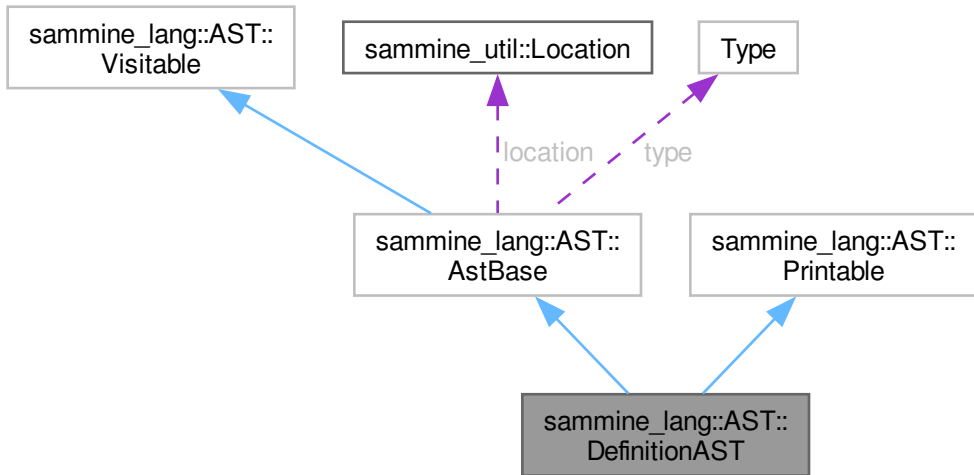 sammine_lang::AST::
Visitable
sammine_util::Location
Type
location
type
sammine_lang::AST::
AstBase
sammine_lang::AST::
Printable
sammine_lang::AST::
DefinitionAST